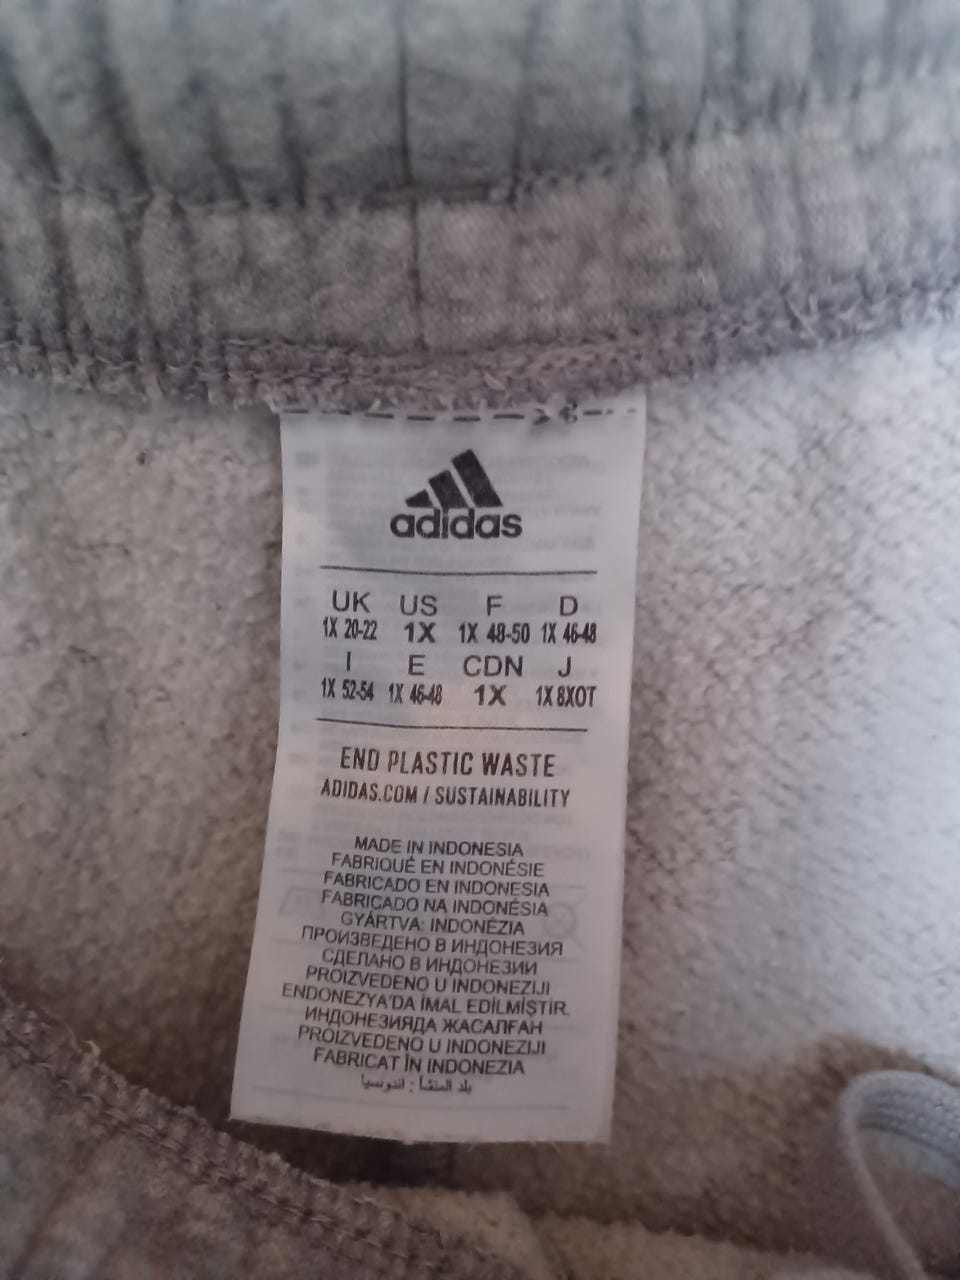 adidas
UK US F D
1X 20-22 1X 1X 48-50 1X 46-48
I E CDN J
1X 52-54 1X 46-48 1X 1X 8XOT
END PLASTIC WASTE
ADIDAS.COM / SUSTAINABILITY
MADE IN INDONESIA
FABRIQUÉ EN INDONÉSIE
FABRICADO EN INDONESIA
FABRICADO NA INDONÉSIA
GYÁRTVA: INDONÉZIA
ПРОИЗВЕДЕНО В ИНДОНЕЗИЯ
СДЕЛАНО В ИНДОНЕЗИИ
PROIZVEDENO U INDONEZIJI
ENDONEZYA'DA İMAL EDİLMİŞTİR.
ИНДОНЕЗИЯДА ЖАСАЛҒАН
PROIZVEDENO U INDONEZIJI
FABRICAT ÎN INDONEZIA
بلد المنشأ : اندونسيا